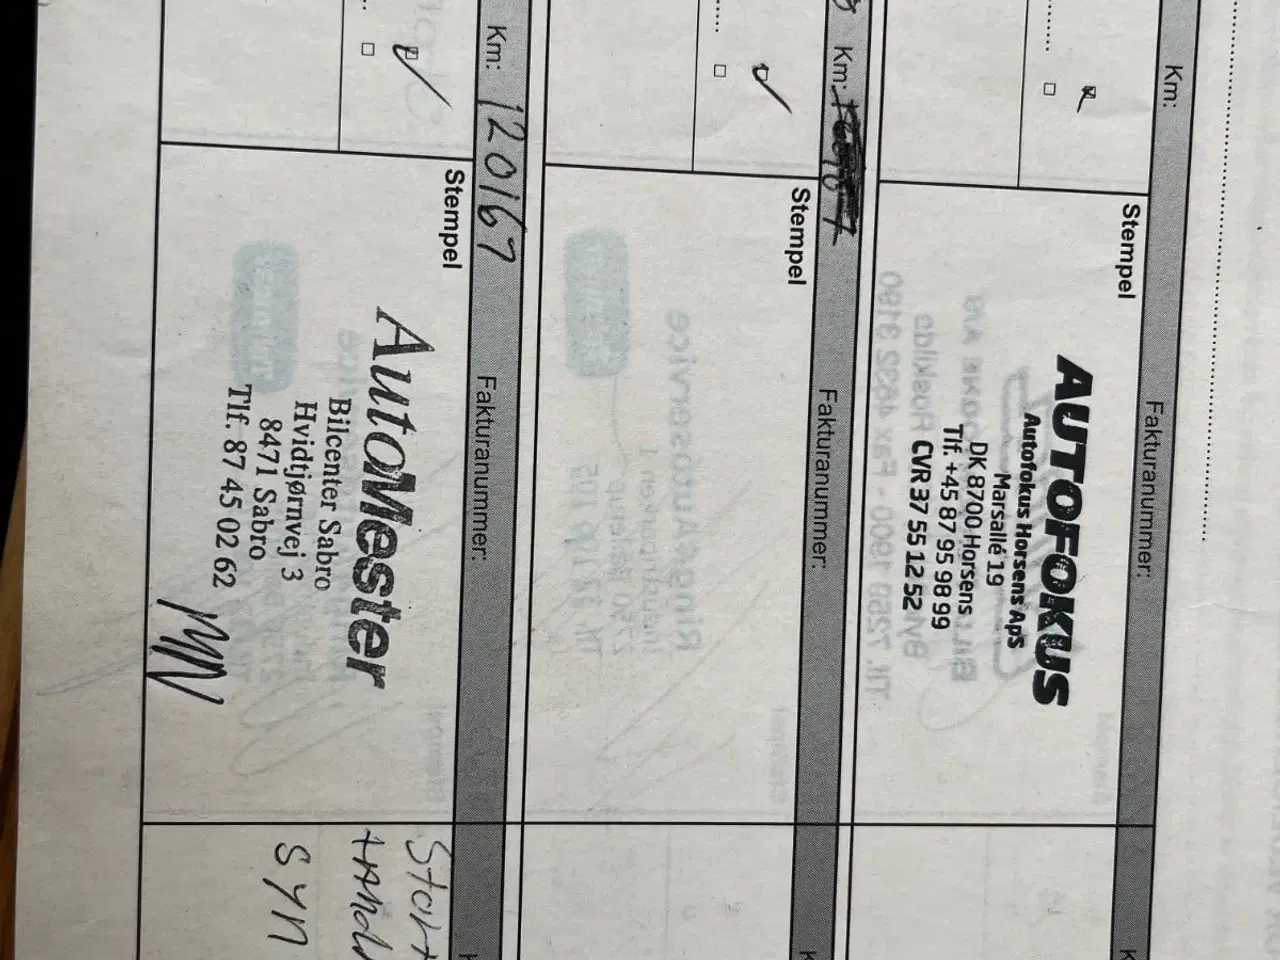 Km:
Fakturanummer:
Stempel
AUTOFOKUS
Autofokus Horsens ApS
Marsallé 19
DK 8700 Horsens
Tlf. +45 87 95 98 99
CVR 37 55 12 52
Km:
Fakturanummer:
Stempel
Km: 120167
Fakturanummer:
Stempel
AutoMester
Bilcenter Sabro
Hvidtjørnvej 3
8471 Sabro
Tlf. 87 45 02 62
Stort
syn